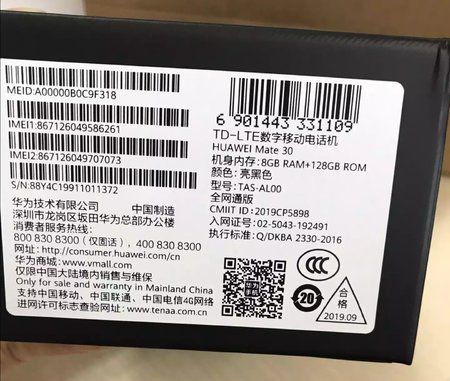 MEID:A00000B0C9F318
IMEI1:867126049586261
IMEI2:867126049707073
S/N:88Y4C19911011372
华为技术有限公司 中国制造
深圳市龙岗区坂田华为总部办公楼
消费者服务热线:
800 830 8300（仅固话）, 400 830 8300
网址: http://consumer.huawei.com/cn
华为商城: www.vmall.com
仅限中国大陆境内销售与维保
Only for sale and warranty in Mainland China
支持中国移动、中国联通、中国电信4G网络
进网许可标志查验网址: www.tenaa.com.cn
6 901443 331109
TD-LTE数字移动电话机
HUAWEI Mate 30
机身内存: 8GB RAM+128GB ROM
颜色: 亮黑色
型号: TAS-AL00
全网通版
CMIIT ID: 2019CP5898
入网号: 02-5043-192491
执行标准: Q/DKBA 2330-2016
CCC
20
合格
2019.09